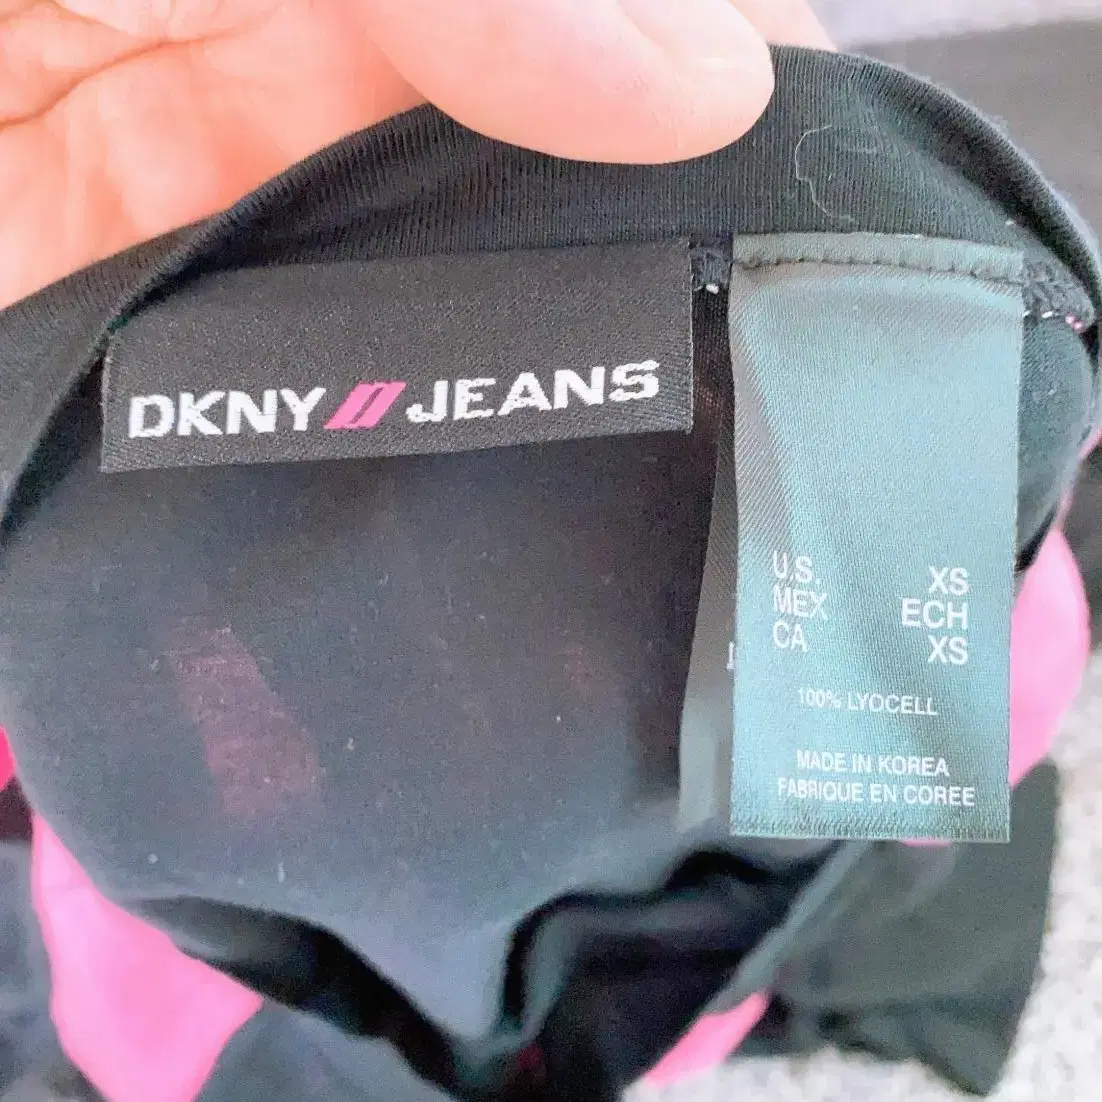 DKNY JEANS
U.S. XS
MEX ECH
CA XS
100% LYOCELL
MADE IN KOREA
FABRIQUE EN COREE